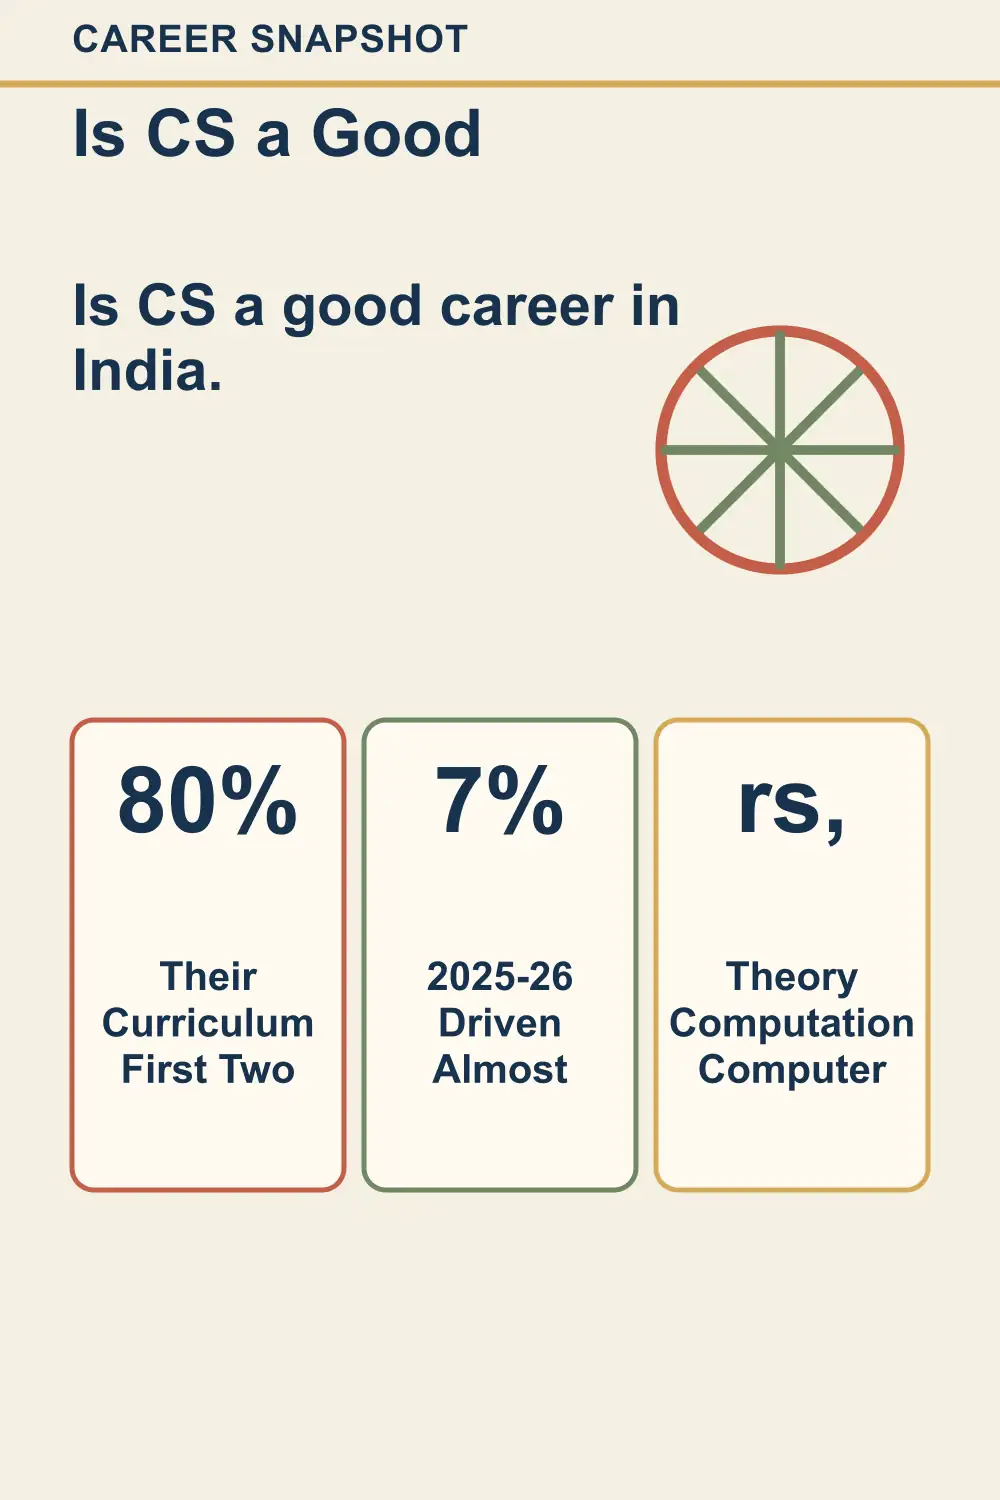 CAREER SNAPSHOT
Is CS a Good
Is CS a good career in
India.
80%
Their
Curriculum
First Two
7%
2025-26
Driven
Almost
rs,
Theory
Computation
Computer